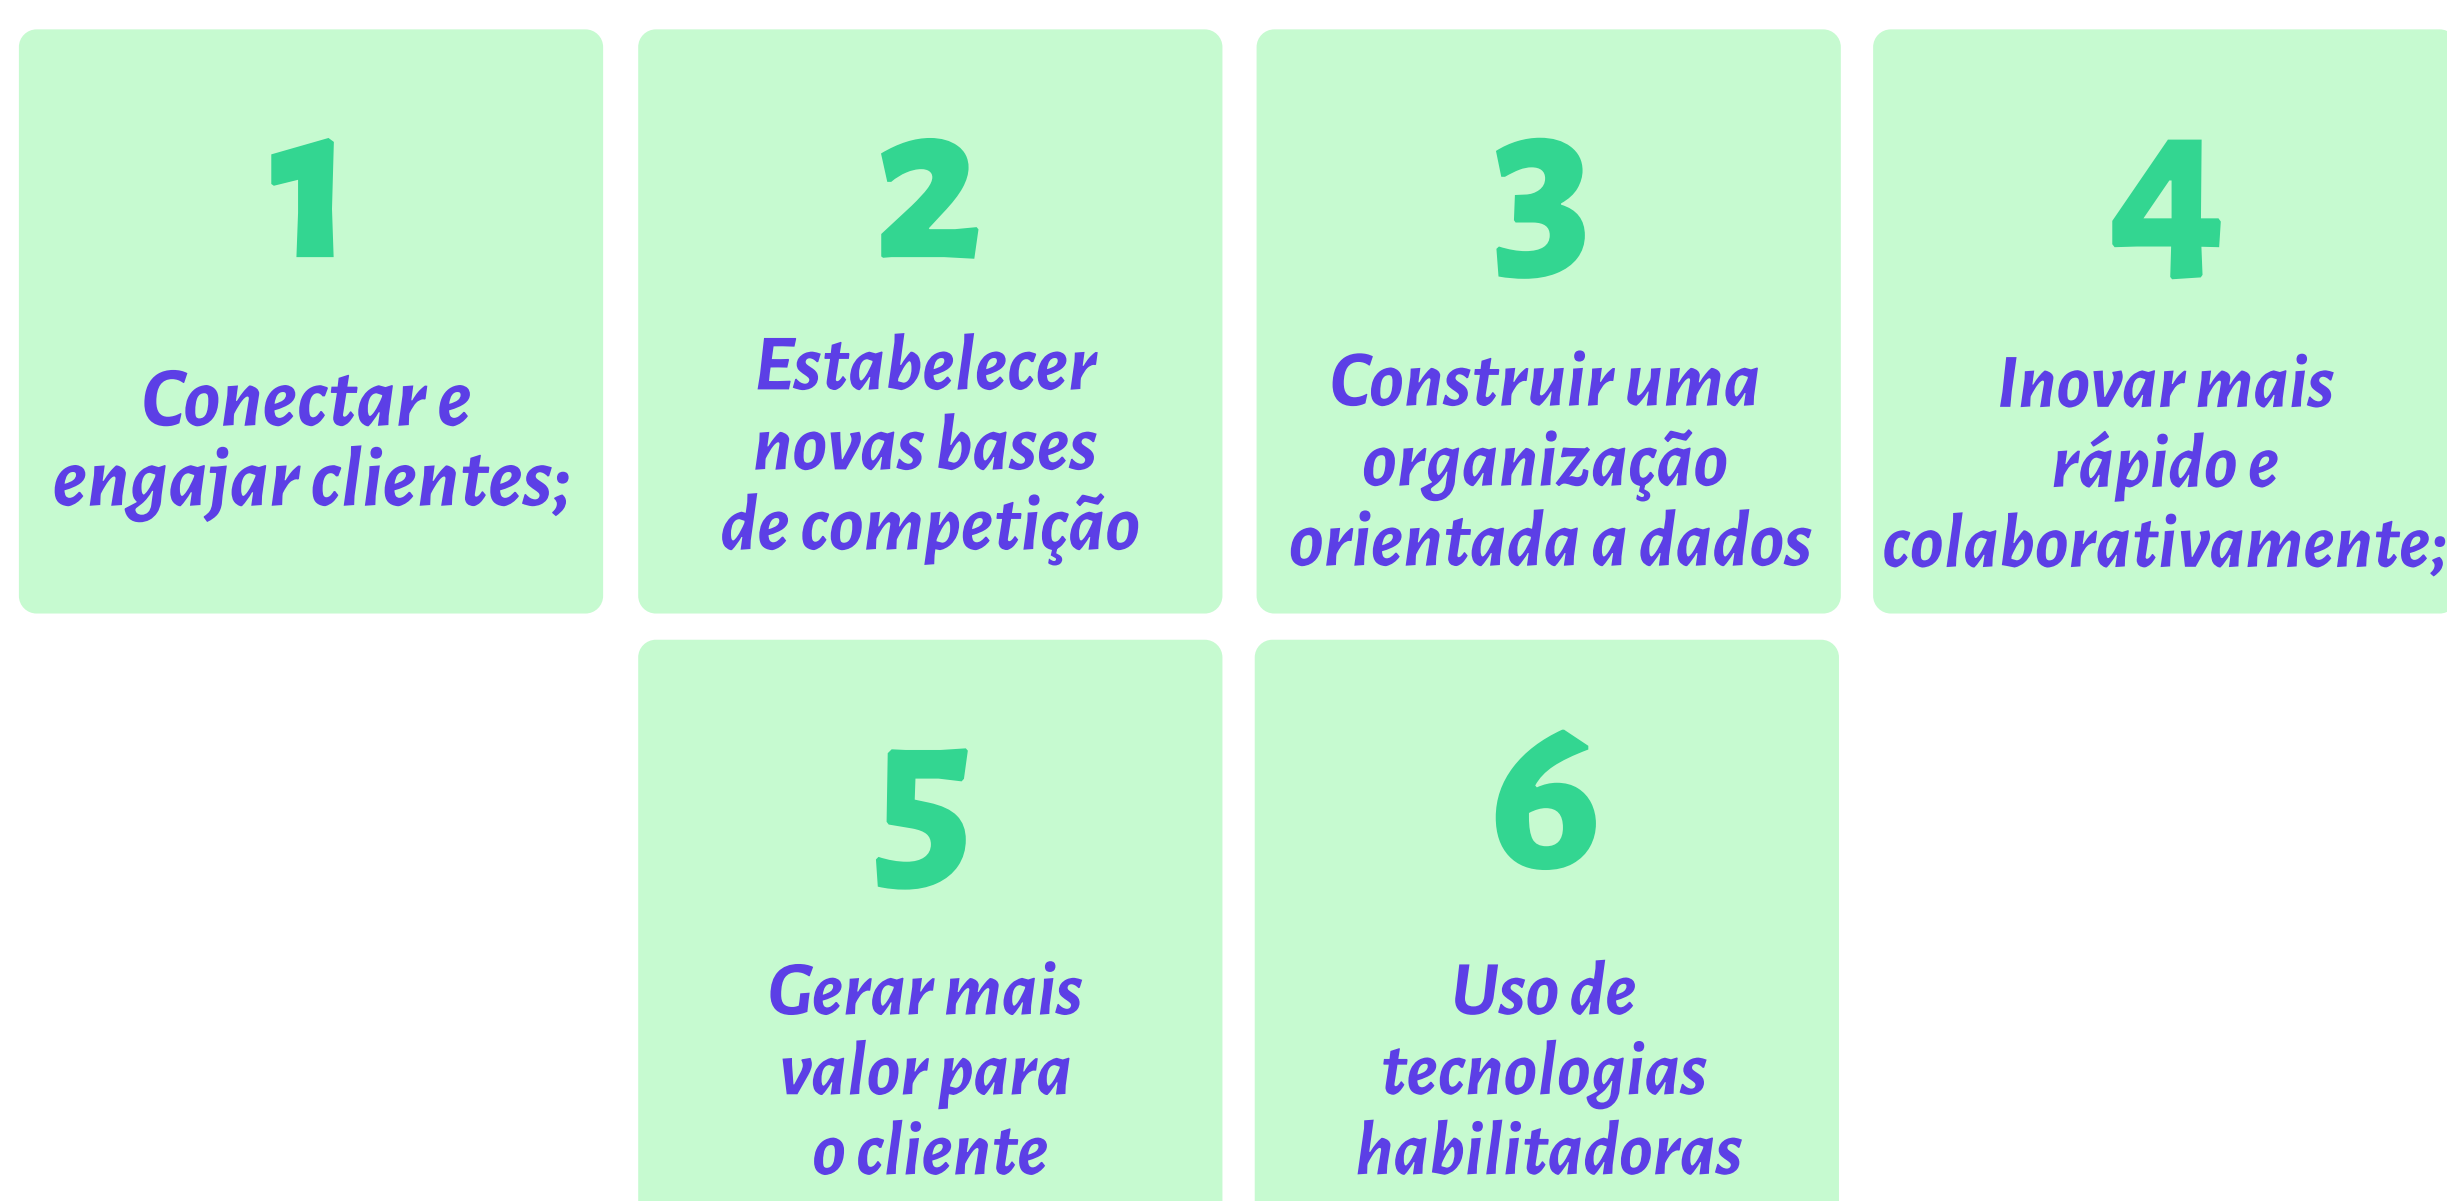 1
Conectar e
engajar clientes;
2
Estabelecer
novas bases
de competição
3
Construir uma
organização
orientada a dados
4
Inovar mais
rápido e
colaborativamente;
5
Gerar mais
valor para
o cliente
6
Uso de
tecnologias
habilitadoras